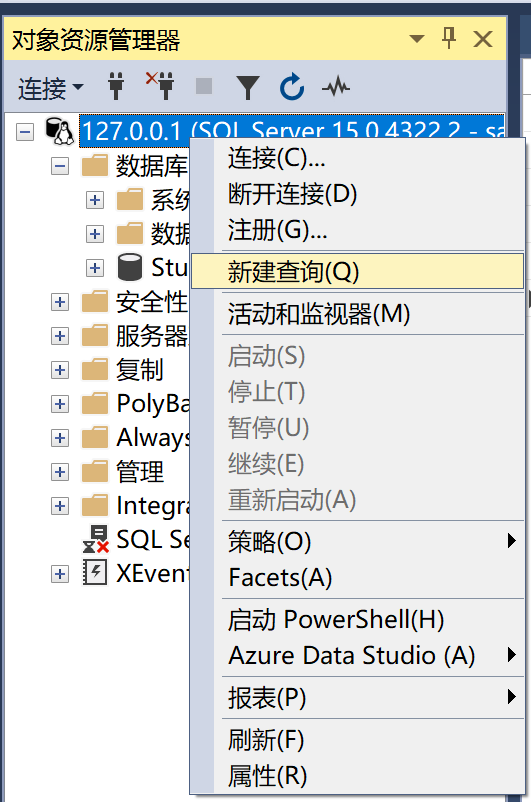 对象资源管理器
连接
127.0.0.1 (SQL Server 15.0.4322.2 - sa
数据库
系统
数据
Stu
安全性
服务器
复制
PolyBa
Always
管理
Integra
SQL Se
XEvent
连接(C)...
断开连接(D)
注册(G)...
新建查询(Q)
活动和监视器(M)
启动(S)
停止(T)
暂停(U)
继续(E)
重新启动(A)
策略(O)
Facets(A)
启动 PowerShell(H)
Azure Data Studio (A)
报表(P)
刷新(F)
属性(R)